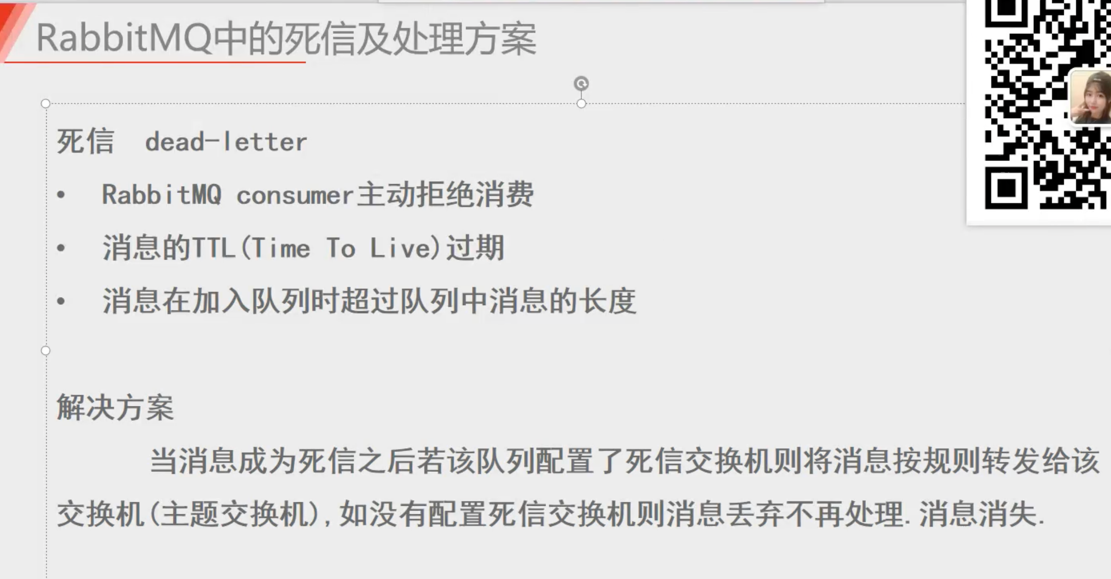 RabbitMQ中的死信及处理方案
死信 dead-letter
• RabbitMQ consumer主动拒绝消费
• 消息的TTL(Time To Live)过期
• 消息在加入队列时超过队列中消息的长度
解决方案
当消息成为死信之后若该队列配置了死信交换机则将消息按规则转发给该
交换机(主题交换机),如没有配置死信交换机则消息丢弃不再处理.消息消失.